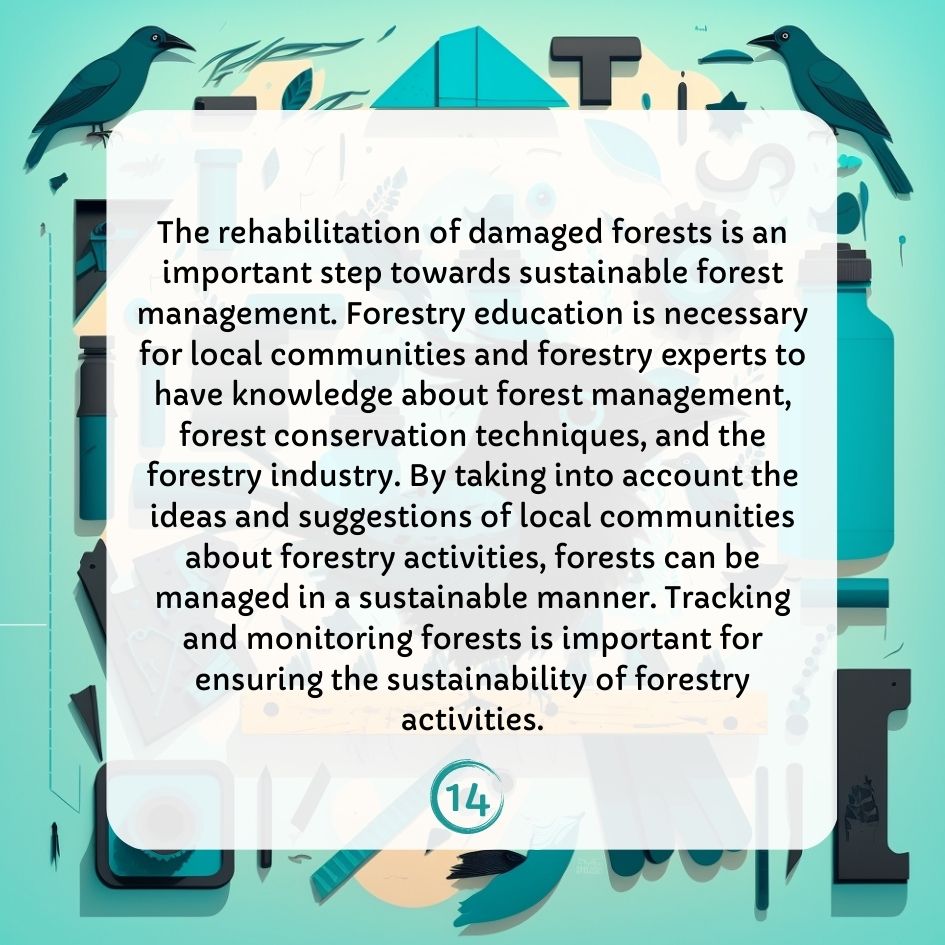 The rehabilitation of damaged forests is an
important step towards sustainable forest
management. Forestry education is necessary
for local communities and forestry experts to
have knowledge about forest management,
forest conservation techniques, and the
forestry industry. By taking into account the
ideas and suggestions of local communities
about forestry activities, forests can be
managed in a sustainable manner. Tracking
and monitoring forests is important for
ensuring the sustainability of forestry
activities.
14